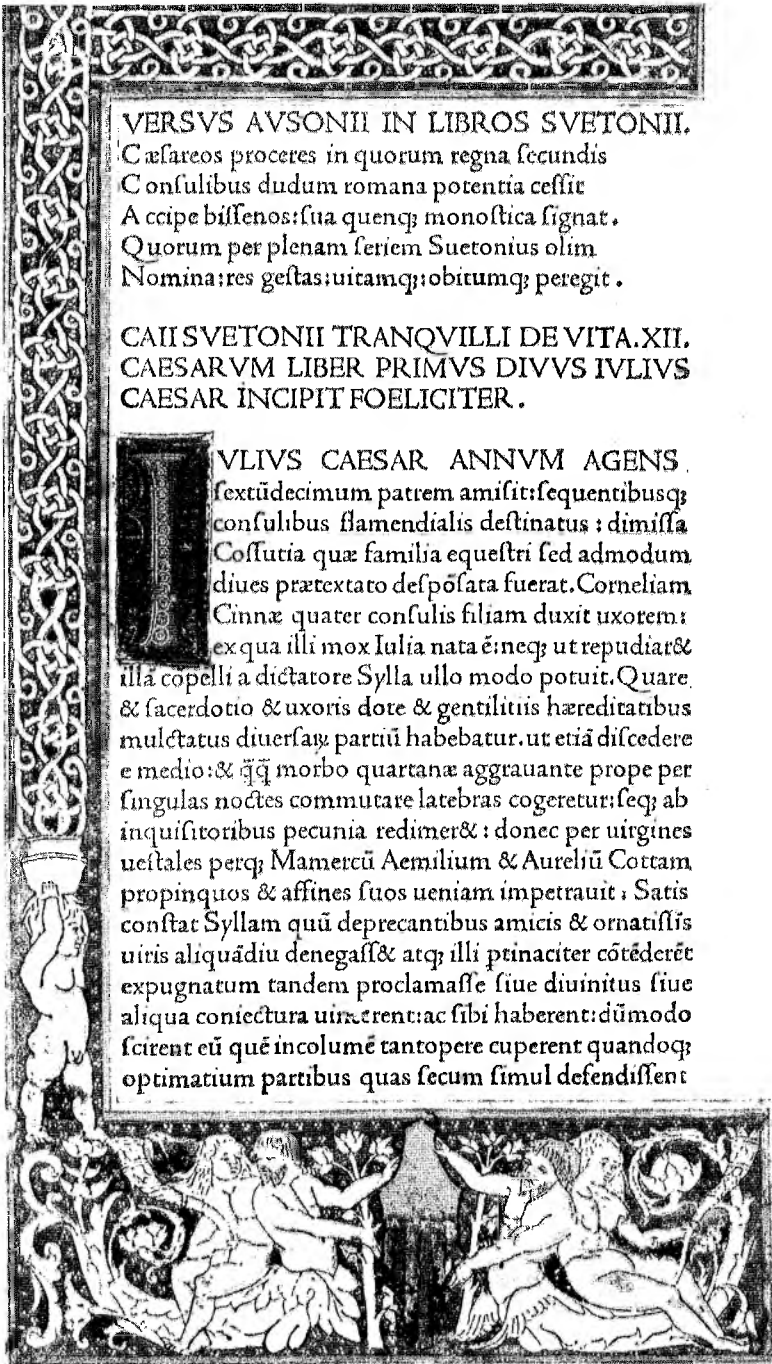 VERSVS AVSONII IN LIBROS SVETONII.
Cæſareos proceres in quorum regna ſecundis
Conſulibus dudum romana potentia ceſſit
Accipe biſſenos:ſua quenq; monoſtica ſignat.
Quorum per plenam ſeriem Suetonius olim
Nomina:res geſtas:uitamq;:obitumq; peregit.
CAII SVETONII TRANQVILLI DE VITA.XII.
CAESARVM LIBER PRIMVS DIVVS IVLIVS
CAESAR INCIPIT FOELICITER.
IVLIVS CAESAR ANNVM AGENS
ſextūdecimum patrem amiſit:ſequentibusq;
conſulibus flamendialis deſtinatus : dimiſſa
Coſſutia quæ familia equeſtri ſed admodum
diues prætextato deſpōſata fuerat.Corneliam
Cinnæ quater conſulis filiam duxit uxorem:
ex qua illi mox Iulia nata ē:neq; ut repudiar&
illā cōpelli a dictatore Sylla ullo modo potuit.Quare
& ſacerdotio & uxoris dote & gentilitiis hæreditatibus
mulctatus diuerſaꝝ partiū habebatur.ut etiā diſcedere
e medio:& q̄q̄ morbo quartanæ aggrauante prope per
ſingulas noctes commutare latebras cogeretur:ſeq; ab
inquiſitoribus pecunia redimer& : donec per uirgines
ueſtales perq; Mamercū Aemilium & Aureliū Cottam
propinquos & affines ſuos ueniam impetrauit : Satis
conſtat Syllam quū deprecantibus amicis & ornatiſſīs
uiris aliquādiu denegaſſ& atq; illi ꝑtinaciter cōtēderēt
expugnatum tandem proclamaſſe ſiue diuinitus ſiue
aliqua coniectura uincerent:ac ſibi haberent:dūmodo
ſcirent eū quē incolumē tantopere cuperent quandoq;
optimatium partibus quas ſecum ſimul defendiſſent